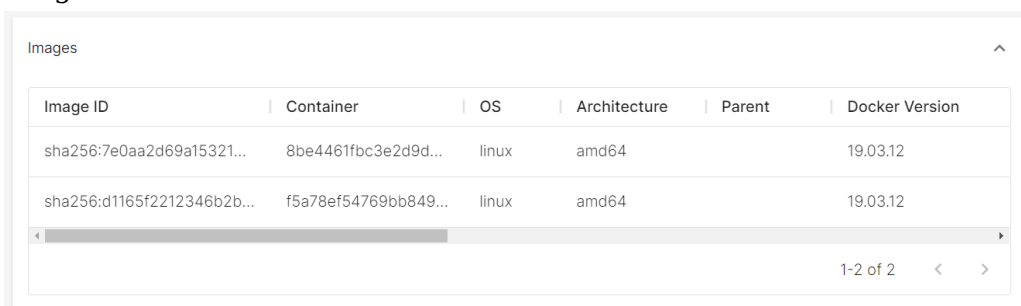 Images
Image ID Container OS Architecture Parent Docker Version
sha256:7e0aa2d69a15321... 8be4461fbc3e2d9d... linux amd64 19.03.12
sha256:d1165f2212346b2b... f5a78ef54769bb849... linux amd64 19.03.12
1-2 of 2